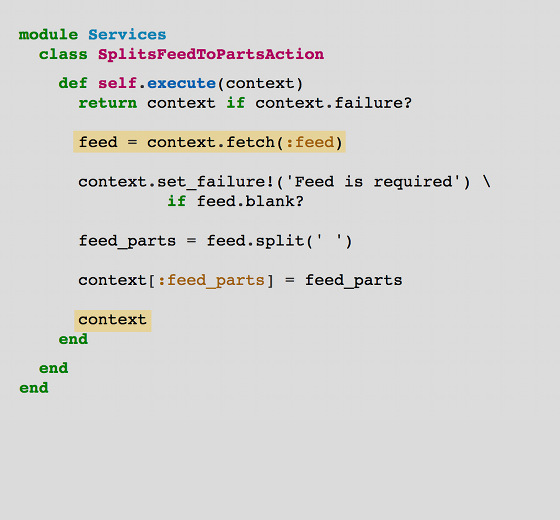 module Services
  class SplitsFeedToPartsAction
    def self.execute(context)
      return context if context.failure?
      feed = context.fetch(:feed)
      context.set_failure!('Feed is required') \
               if feed.blank?
      feed_parts = feed.split(' ')
      context[:feed_parts] = feed_parts
      context
    end
  end
end